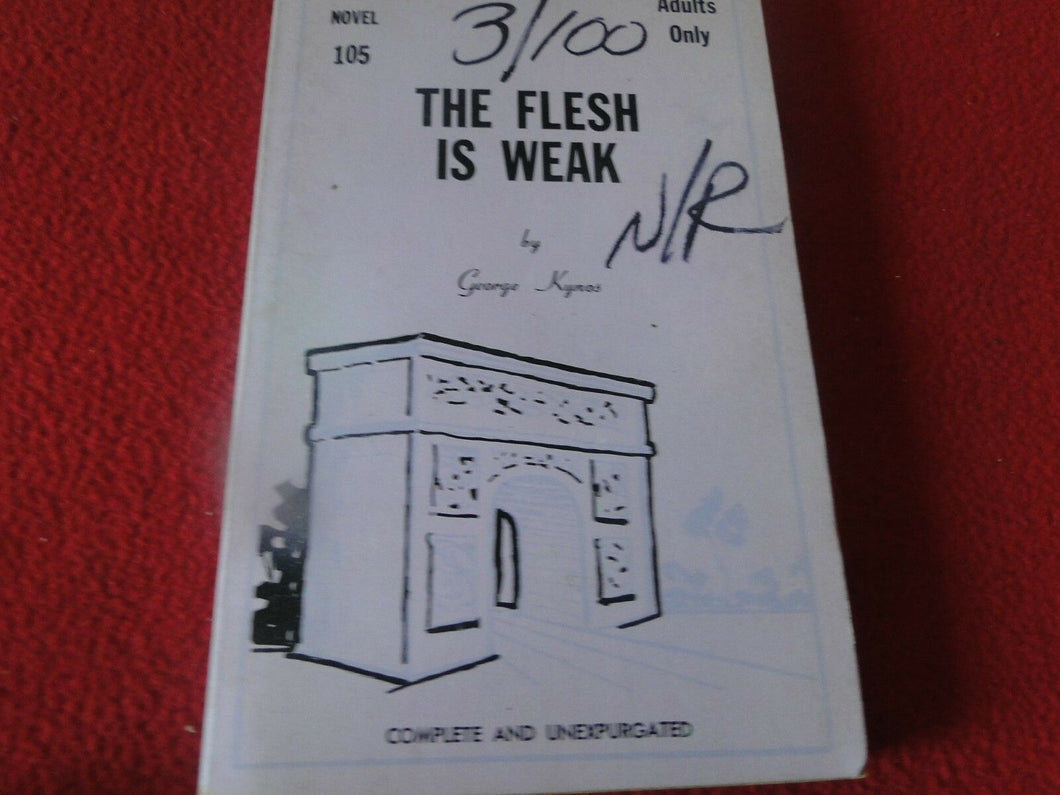 NOVEL
105
3/100
Adults
Only
THE FLESH
IS WEAK
N/R
by
George Kynos
COMPLETE AND UNEXPURGATED